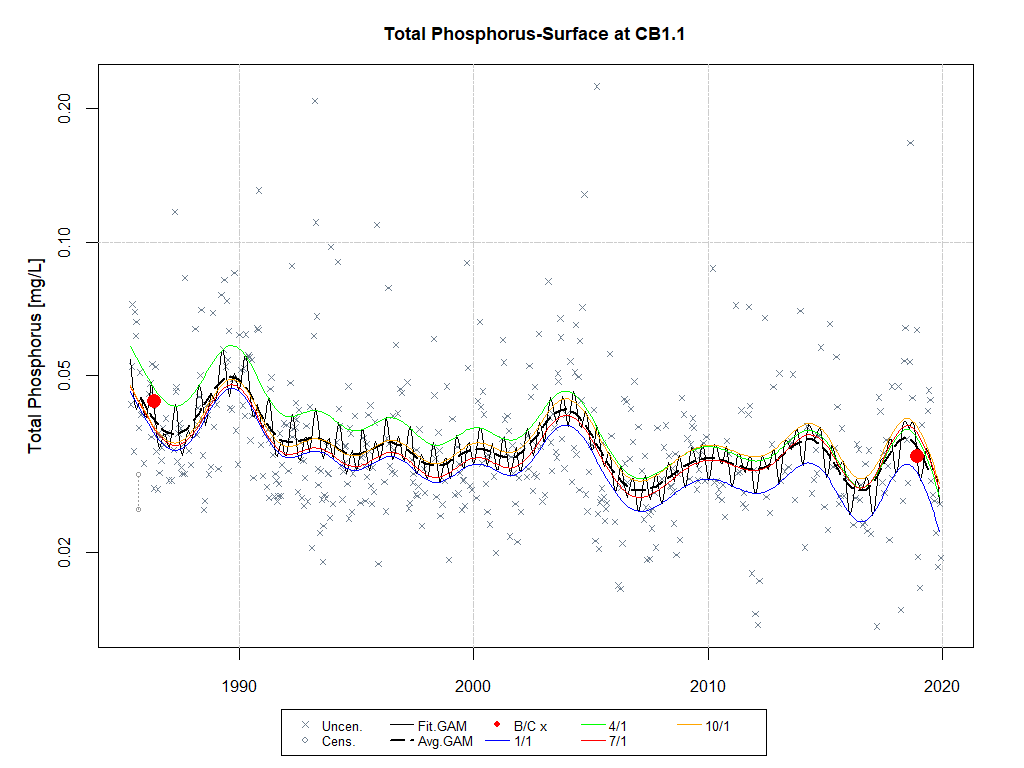 Total Phosphorus-Surface at CB1.1
Total Phosphorus [mg/L]
0.20
0.10
0.05
0.02
1990 2000 2010 2020
Uncen. Fit.GAM B/C x 4/1 10/1
Cens. Avg.GAM 1/1 7/1